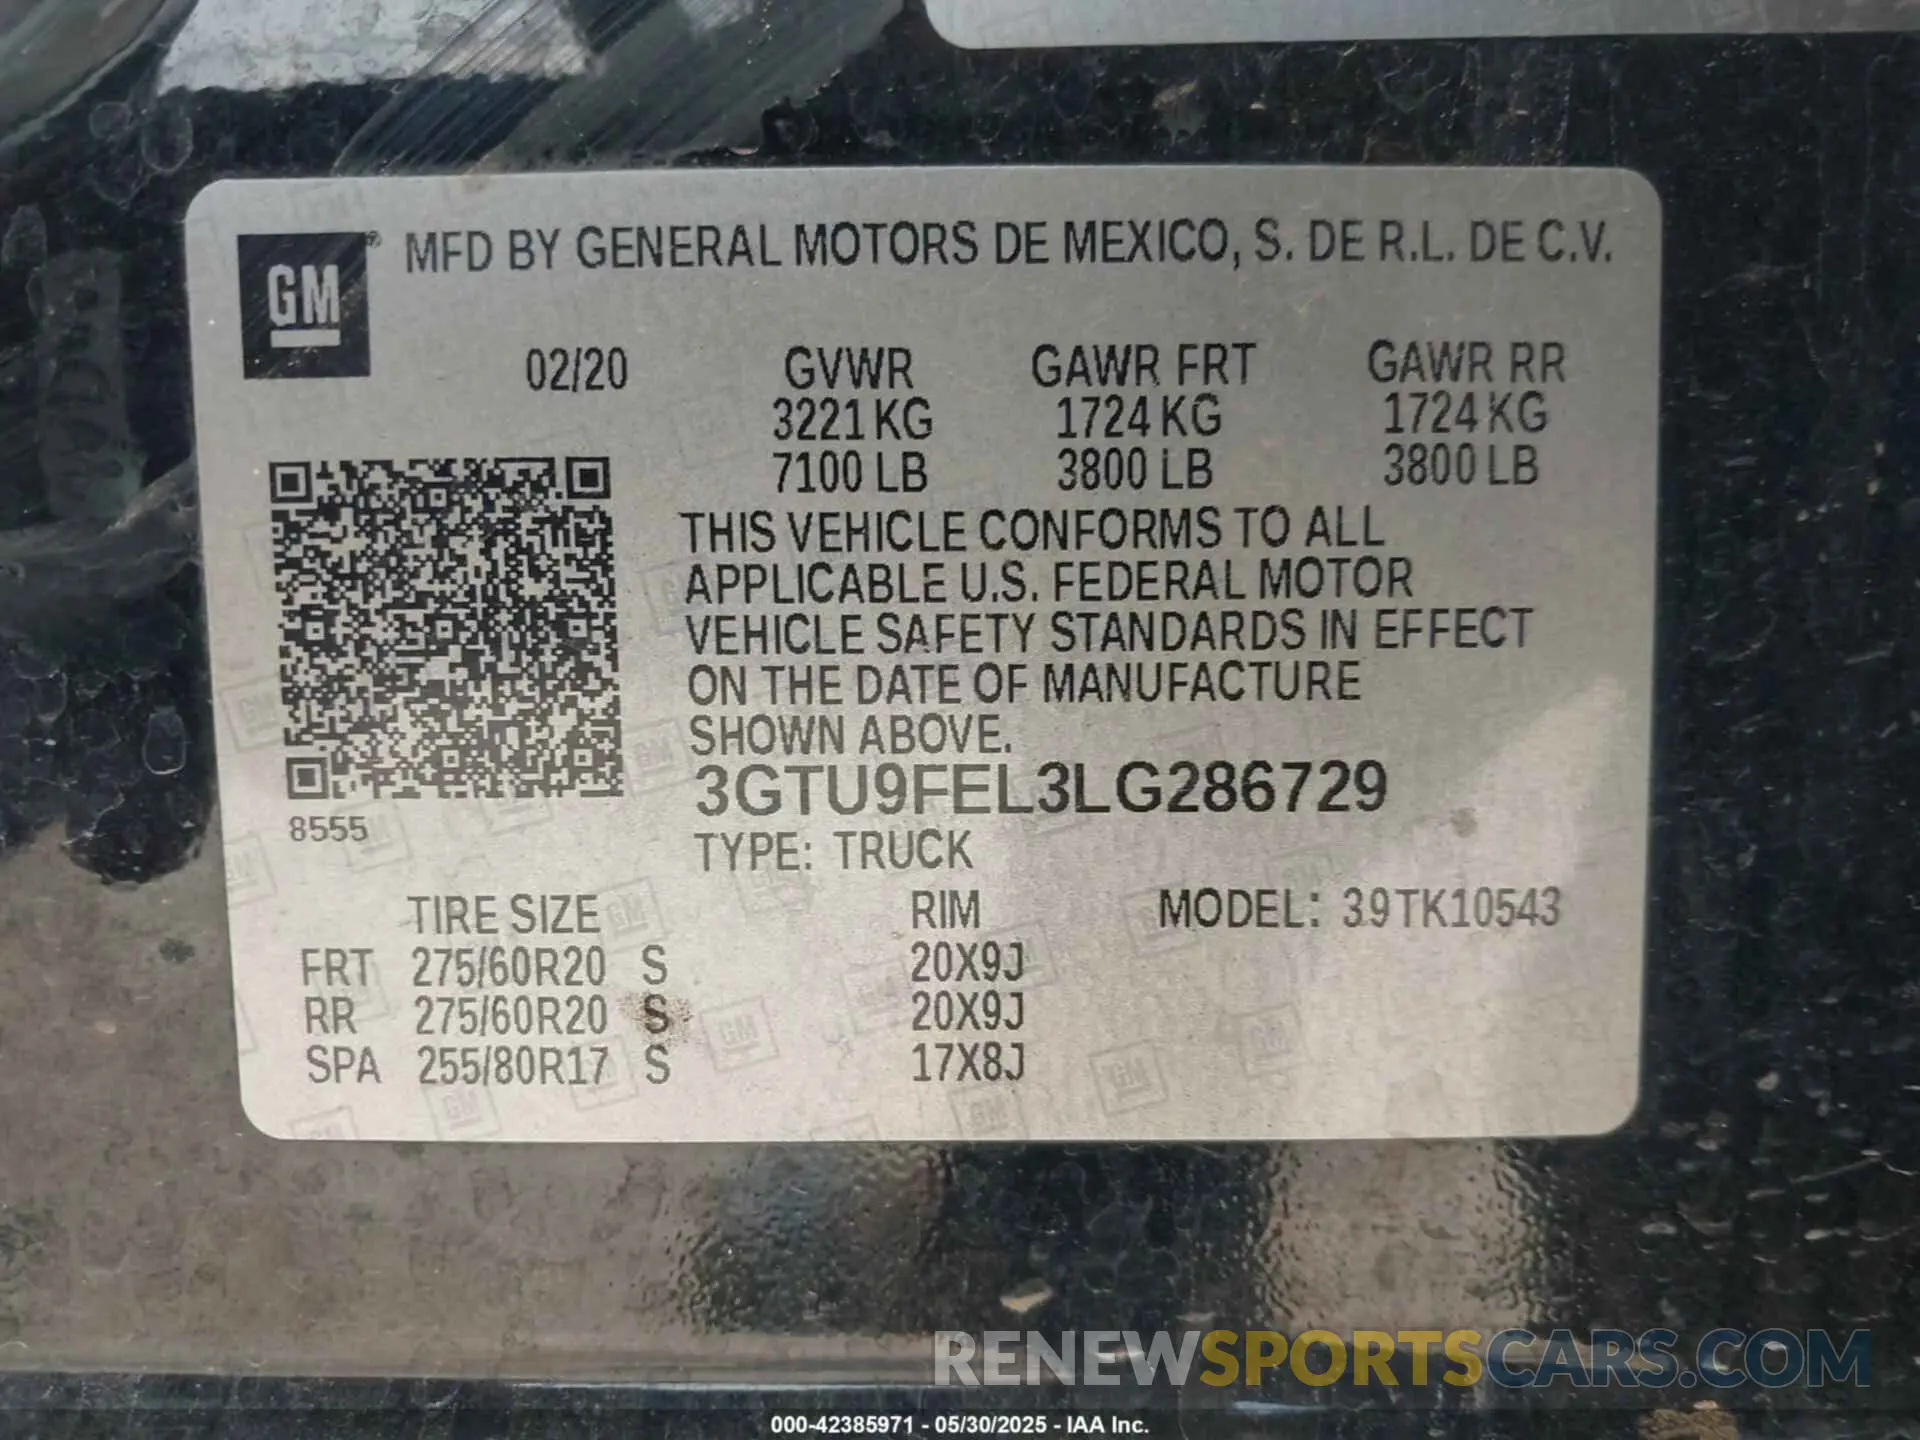 GM® MFD BY GENERAL MOTORS DE MEXICO, S. DE R.L. DE C.V.
02/20 GVWR GAWR FRT GAWR RR
3221 KG 1724 KG 1724 KG
7100 LB 3800 LB 3800 LB
THIS VEHICLE CONFORMS TO ALL
APPLICABLE U.S. FEDERAL MOTOR
VEHICLE SAFETY STANDARDS IN EFFECT
ON THE DATE OF MANUFACTURE
SHOWN ABOVE.
3GTU9FEL3LG286729
8555
TYPE: TRUCK
TIRE SIZE RIM MODEL: 39TK10543
FRT 275/60R20 S 20X9J
RR 275/60R20 S 20X9J
SPA 255/80R17 S 17X8J
RENEWSPORTSCARS.COM
000-42385971 - 05/30/2025 - IAA Inc.